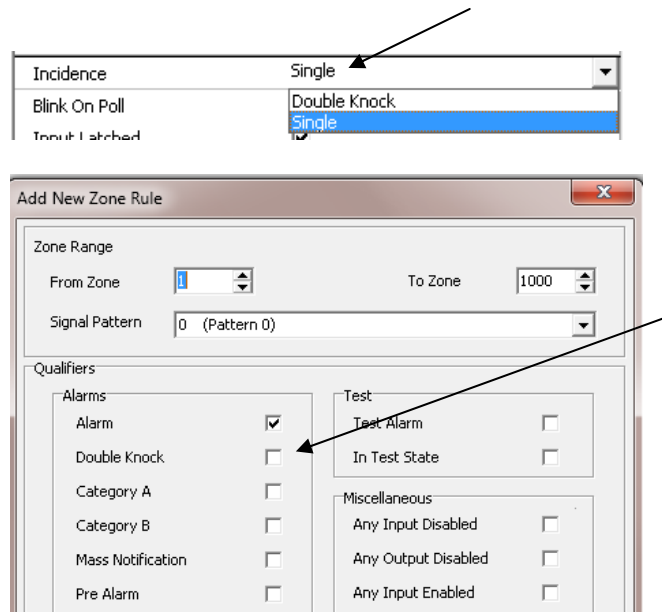 Incidence Single
Double Knock
Blink On Poll
Single
Input Latched
Add New Zone Rule
Zone Range
From Zone 1 To Zone 1000
Signal Pattern 0 (Pattern 0)
Qualifiers
Alarms Test
Alarm Test Alarm
Double Knock In Test State
Category A Miscellaneous
Category B Any Input Disabled
Mass Notification Any Output Disabled
Pre Alarm Any Input Enabled